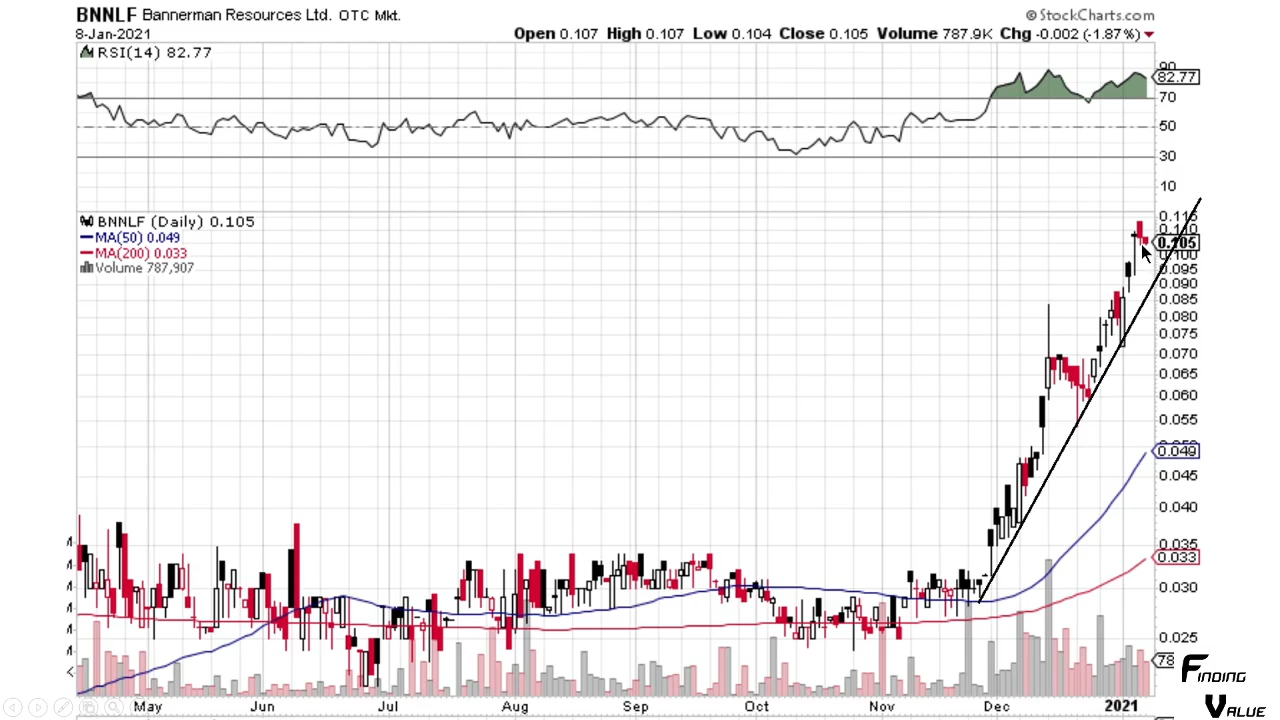 BNNLF Bannerman Resources Ltd. OTC Mkt.
© StockCharts.com
8-Jan-2021
Open 0.107 High 0.107 Low 0.104 Close 0.105 Volume 787.9K Chg -0.002 (-1.87%)
RSI(14) 82.77
90
82.77
70
50
30
10
BNNLF (Daily) 0.105
MA(50) 0.049
MA(200) 0.033
Volume 787,907
0.115
0.110
0.105
0.100
0.095
0.090
0.085
0.080
0.075
0.070
0.065
0.060
0.055
0.049
0.045
0.040
0.035
0.033
0.030
0.025
78
May Jun Jul Aug Sep Oct Nov Dec 2021
Finding
Value